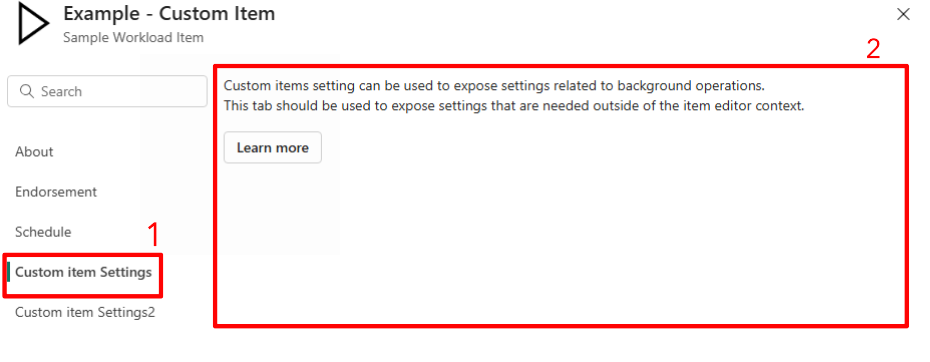 Example - Custom Item
Sample Workload Item
2
Search
Custom items setting can be used to expose settings related to background operations.
This tab should be used to expose settings that are needed outside of the item editor context.
Learn more
About
Endorsement
Schedule
1
Custom item Settings
Custom item Settings2